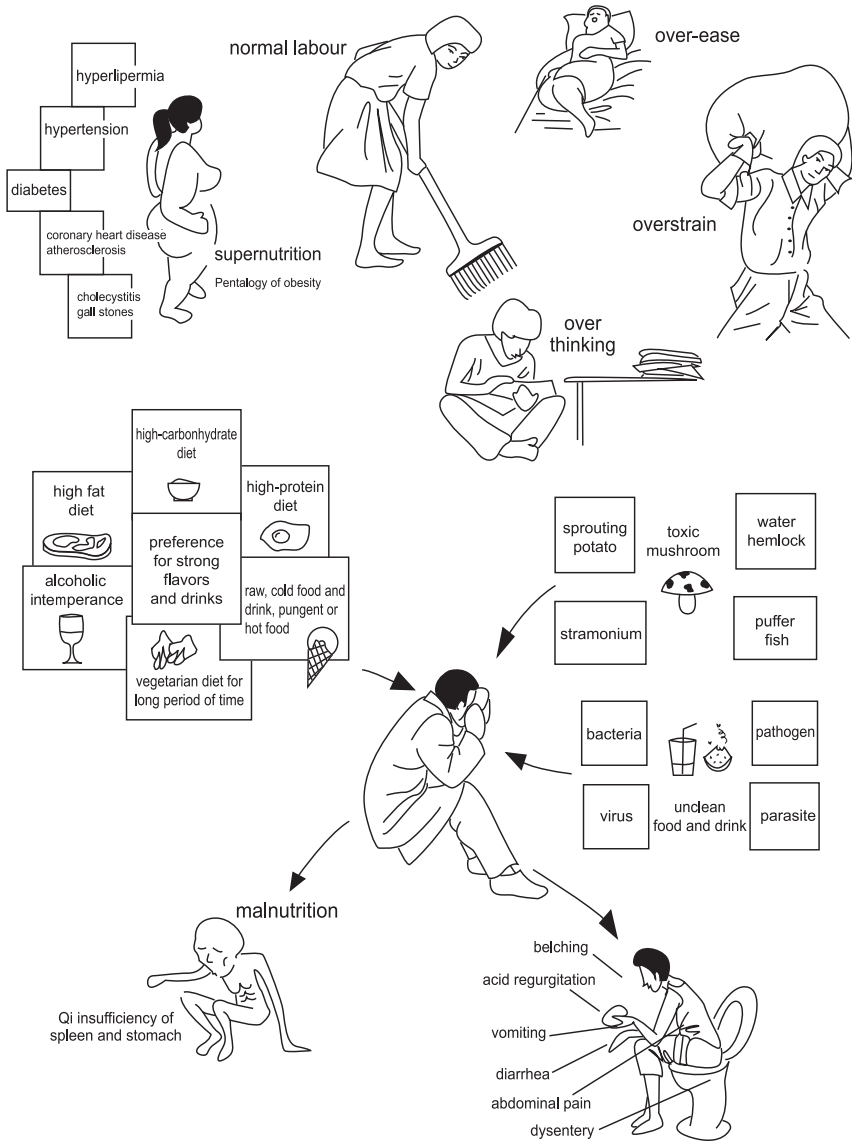 normal labour
over-ease
hyperlipermia
hypertension
diabetes
coronary heart disease
atherosclerosis
cholecystitis
gall stones
supernutrition
Pentalogy of obesity
overstrain
over
thinking
high-carbonhydrate
diet
high fat
diet
high-protein
diet
preference
for strong
flavors
and drinks
alcoholic
intemperance
raw, cold food and
drink, pungent or
hot food
vegetarian diet for
long period of time
sprouting
potato
toxic
mushroom
water
hemlock
stramonium
puffer
fish
bacteria
pathogen
virus
unclean
food and drink
parasite
malnutrition
Qi insufficiency of
spleen and stomach
belching
acid regurgitation
vomiting
diarrhea
abdominal pain
dysentery